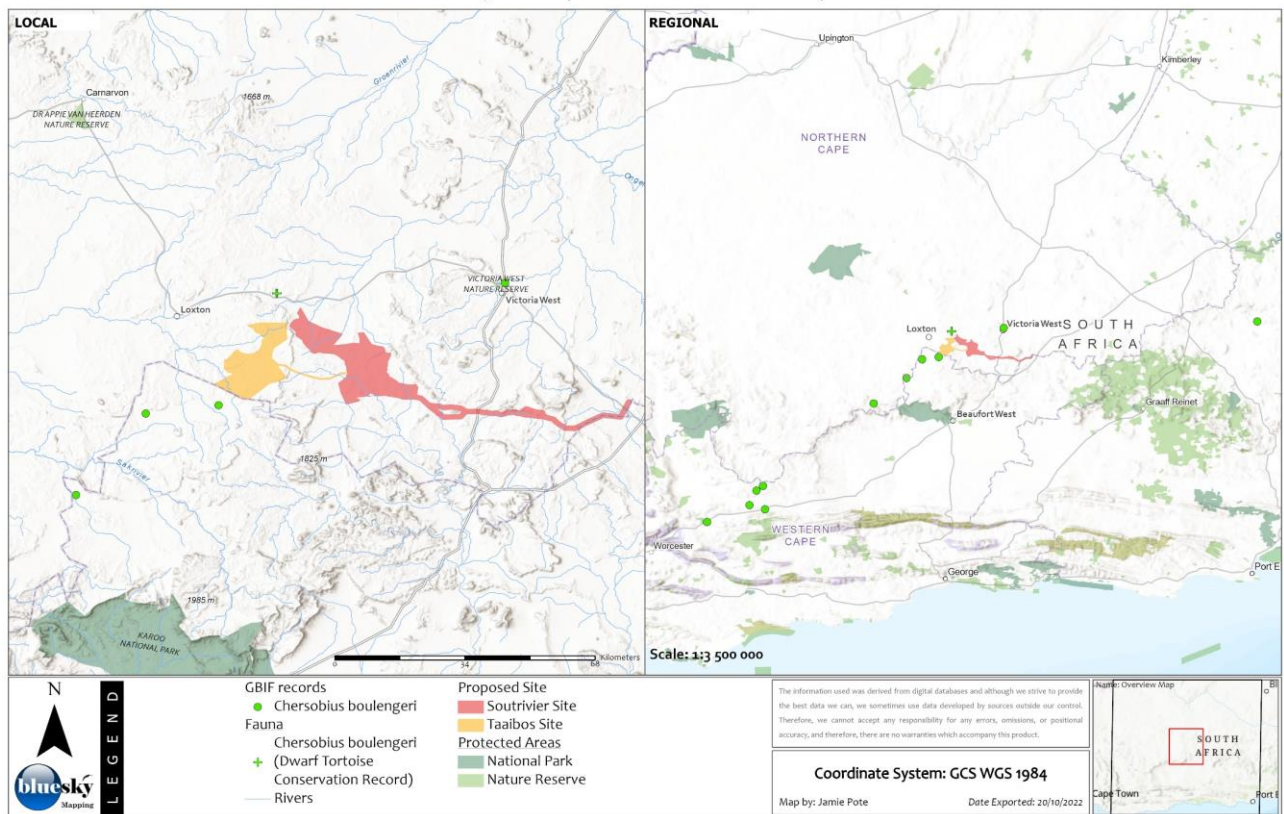 LOCAL
Carnarvon
DR APPIE VAN HEERDEN
NATURE RESERVE
1668 m
Groenrivier
Loxton
VICTORIA WEST
NATURE RESERVE
Victoria West
Sakrivier
1825 m
1985 m
KAROO
NATIONAL PARK
0 34 68 Kilometers
REGIONAL
Upington
Kimberley
NORTHERN
CAPE
Loxton
Victoria West
SOUTH
AFRICA
Graaff Reinet
Beaufort West
WESTERN
CAPE
Worcester
George
Port E
Scale: 1:3 500 000
N
bluesky
Mapping
LEGEND
GBIF records
Chersobius boulengeri
Fauna
Chersobius boulengeri
(Dwarf Tortoise
Conservation Record)
Rivers
Proposed Site
Soutrivier Site
Taaibos Site
Protected Areas
National Park
Nature Reserve
The information used was derived from digital databases and although we strive to provide
the best data we can, we sometimes use data developed by sources outside our control.
Therefore, we cannot accept any responsibility for any errors, omissions, or positional
accuracy, and therefore, there are no warranties which accompany this product.
Coordinate System: GCS WGS 1984
Map by: Jamie Pote Date Exported: 20/10/2022
Name: Overview Map
Bl
SOUTH
AFRICA
Cape Town
Port E